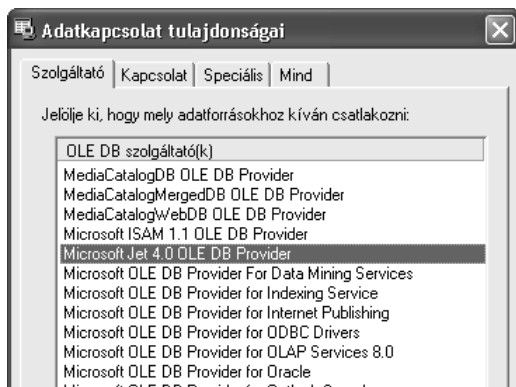 Adatkapcsolat tulajdonságai
Szolgáltató Kapcsolat Speciális Mind
Jelölje ki, hogy mely adatforrásokhoz kíván csatlakozni:
OLE DB szolgáltató(k)
MediaCatalogDB OLE DB Provider
MediaCatalogMergedDB OLE DB Provider
MediaCatalogWebDB OLE DB Provider
Microsoft ISAM 1.1 OLE DB Provider
Microsoft Jet 4.0 OLE DB Provider
Microsoft OLE DB Provider For Data Mining Services
Microsoft OLE DB Provider for Indexing Service
Microsoft OLE DB Provider for Internet Publishing
Microsoft OLE DB Provider for ODBC Drivers
Microsoft OLE DB Provider for OLAP Services 8.0
Microsoft OLE DB Provider for Oracle